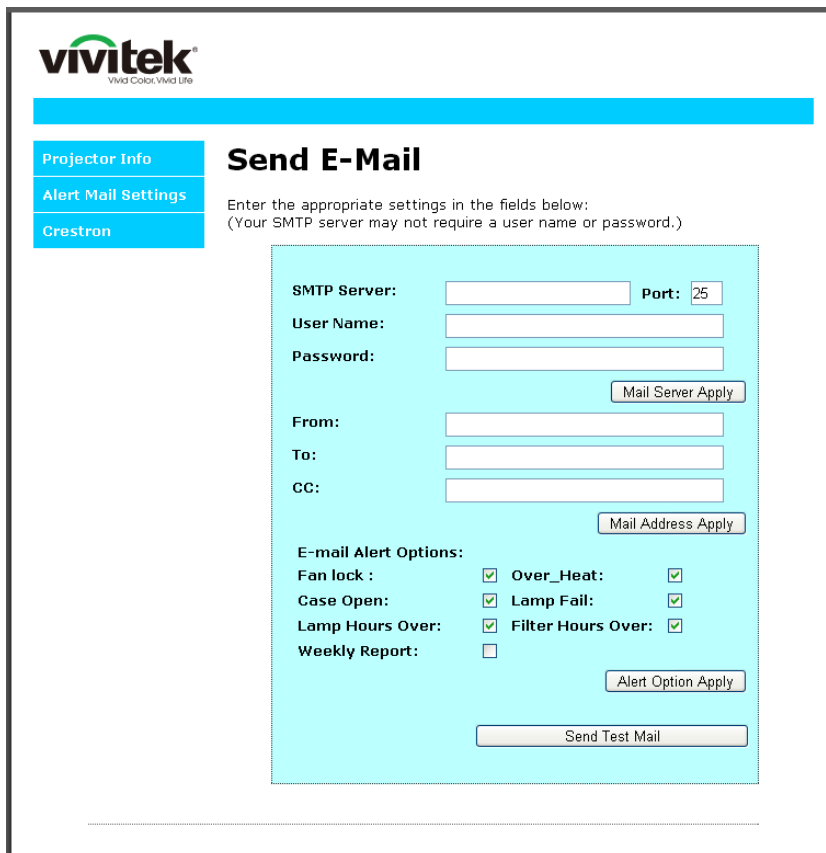 vivitek®
Vivid Color. Vivid Life
Projector Info
Alert Mail Settings
Crestron
Send E-Mail
Enter the appropriate settings in the fields below:
(Your SMTP server may not require a user name or password.)
SMTP Server: Port: 25
User Name:
Password:
Mail Server Apply
From:
To:
CC:
Mail Address Apply
E-mail Alert Options:
Fan lock : Over_Heat:
Case Open: Lamp Fail:
Lamp Hours Over: Filter Hours Over:
Weekly Report:
Alert Option Apply
Send Test Mail